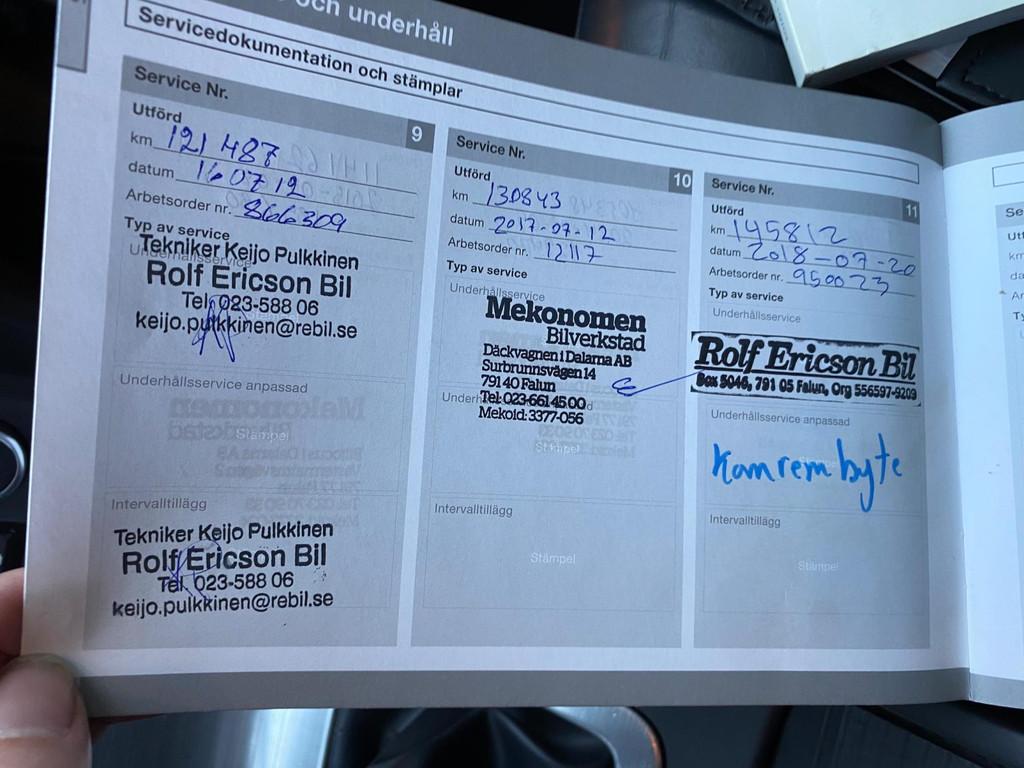 och underhåll
Servicedokumentation och stämplar
Service Nr. 9
Utförd
km 121 487
datum 160712
Arbetsorder nr. 866309
Typ av service
Underhållsservice
Tekniker Keijo Pulkkinen
Rolf Ericson Bil
Tel. 023-588 06
keijo.pulkkinen@rebil.se
Underhållsservice anpassad
Stämpel
Intervalltillägg
Tekniker Keijo Pulkkinen
Rolf Ericson Bil
Tel. 023-588 06
keijo.pulkkinen@rebil.se
Service Nr. 10
Utförd
km 130843
datum 2017-07-12
Arbetsorder nr. 12117
Typ av service
Underhållsservice
Mekonomen
Bilverkstad
Däckvagnen i Dalarna AB
Surbrunnsvägen 14
791 40 Falun
Tel: 023-661 45 00
Mekoid: 3377-056
Stämpel
Intervalltillägg
Stämpel
Service Nr. 11
Utförd
km 145812
datum 2018-07-20
Arbetsorder nr. 950023
Typ av service
Underhållsservice
Rolf Ericson Bil
Box 5046, 791 05 Falun, Org 556597-9209
Underhållsservice anpassad
Kamrem byte
Intervalltillägg
Stämpel